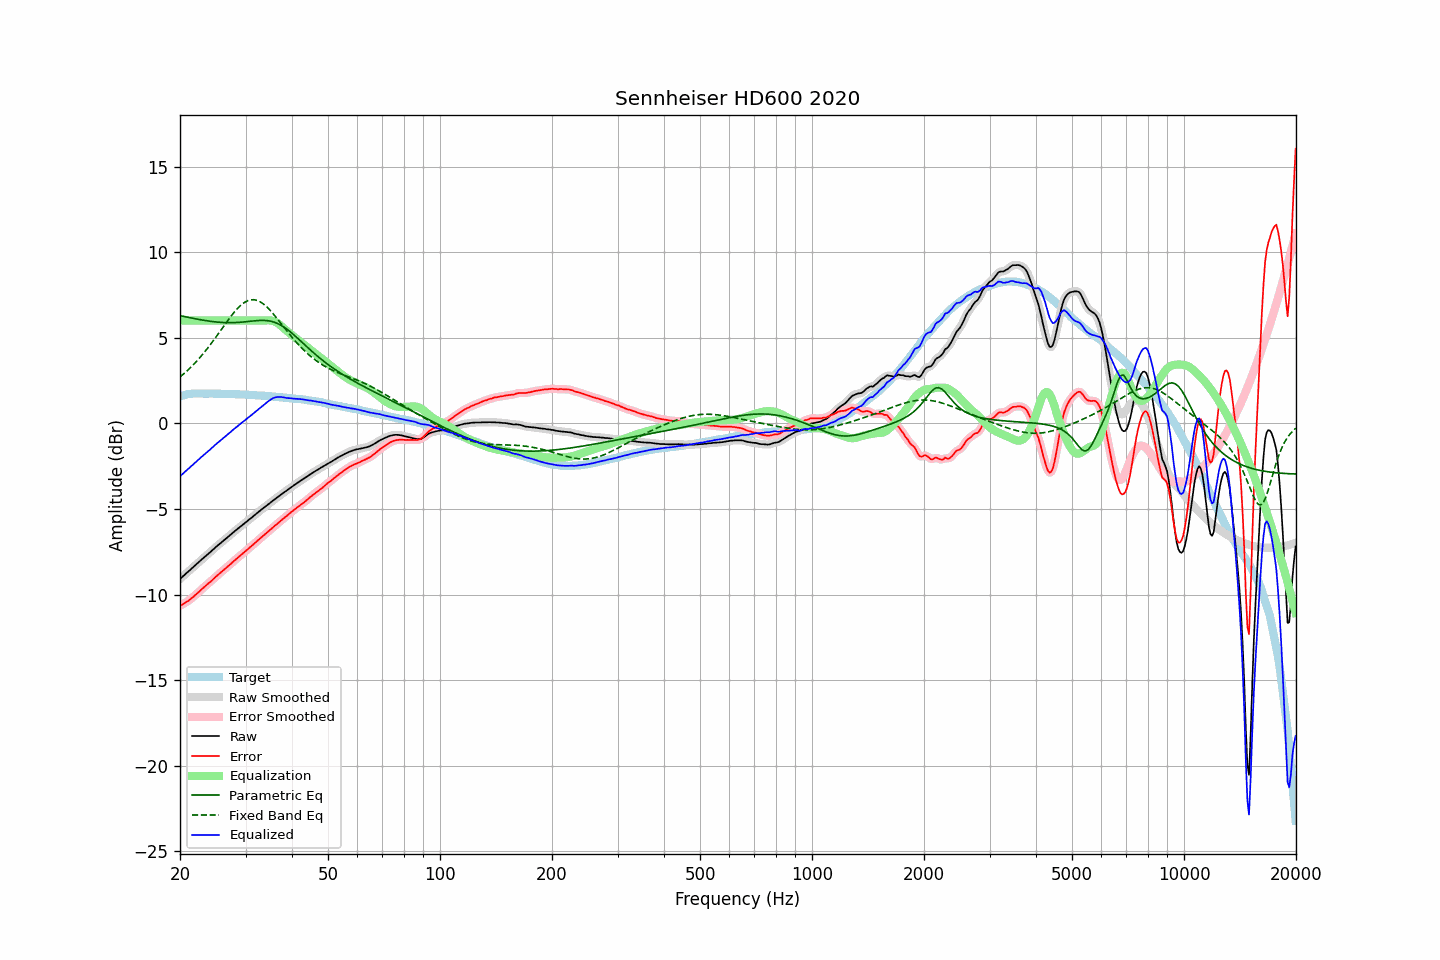 Sennheiser HD600 2020
Amplitude (dBr)
15
10
5
0
−5
−10
−15
−20
−25
Target
Raw Smoothed
Error Smoothed
Raw
Error
Equalization
Parametric Eq
Fixed Band Eq
Equalized
20
50
100
200
500
1000
2000
5000
10000
20000
Frequency (Hz)